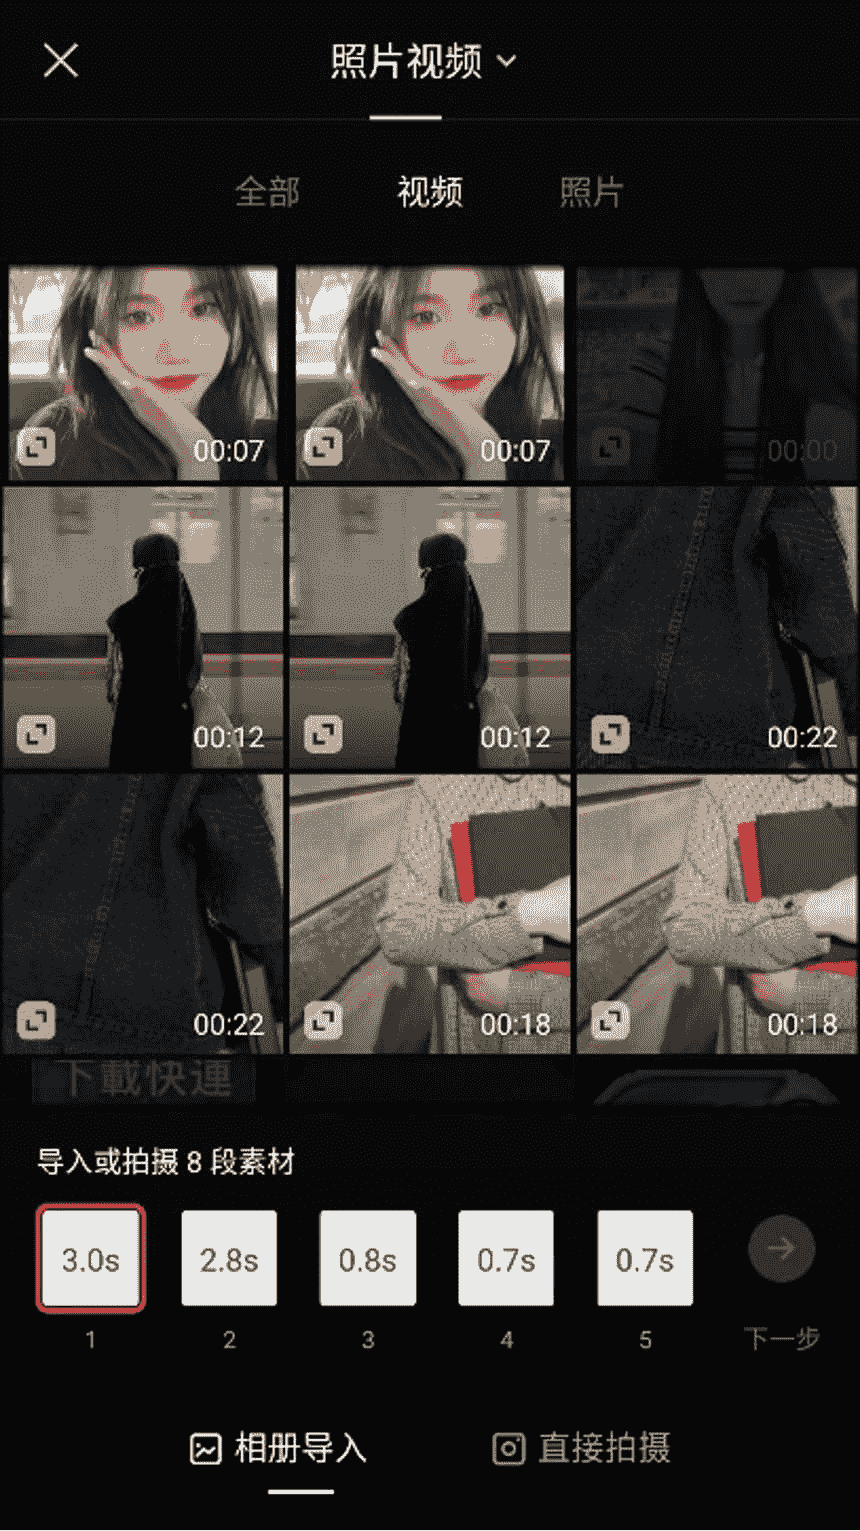 照片视频
全部 视频 照片
00:07 00:07 00:00
00:12 00:12 00:22
00:22 00:18 00:18
下載快連
导入或拍摄 8 段素材
3.0s 2.8s 0.8s 0.7s 0.7s
1 2 3 4 5 下一步
相册导入 直接拍摄